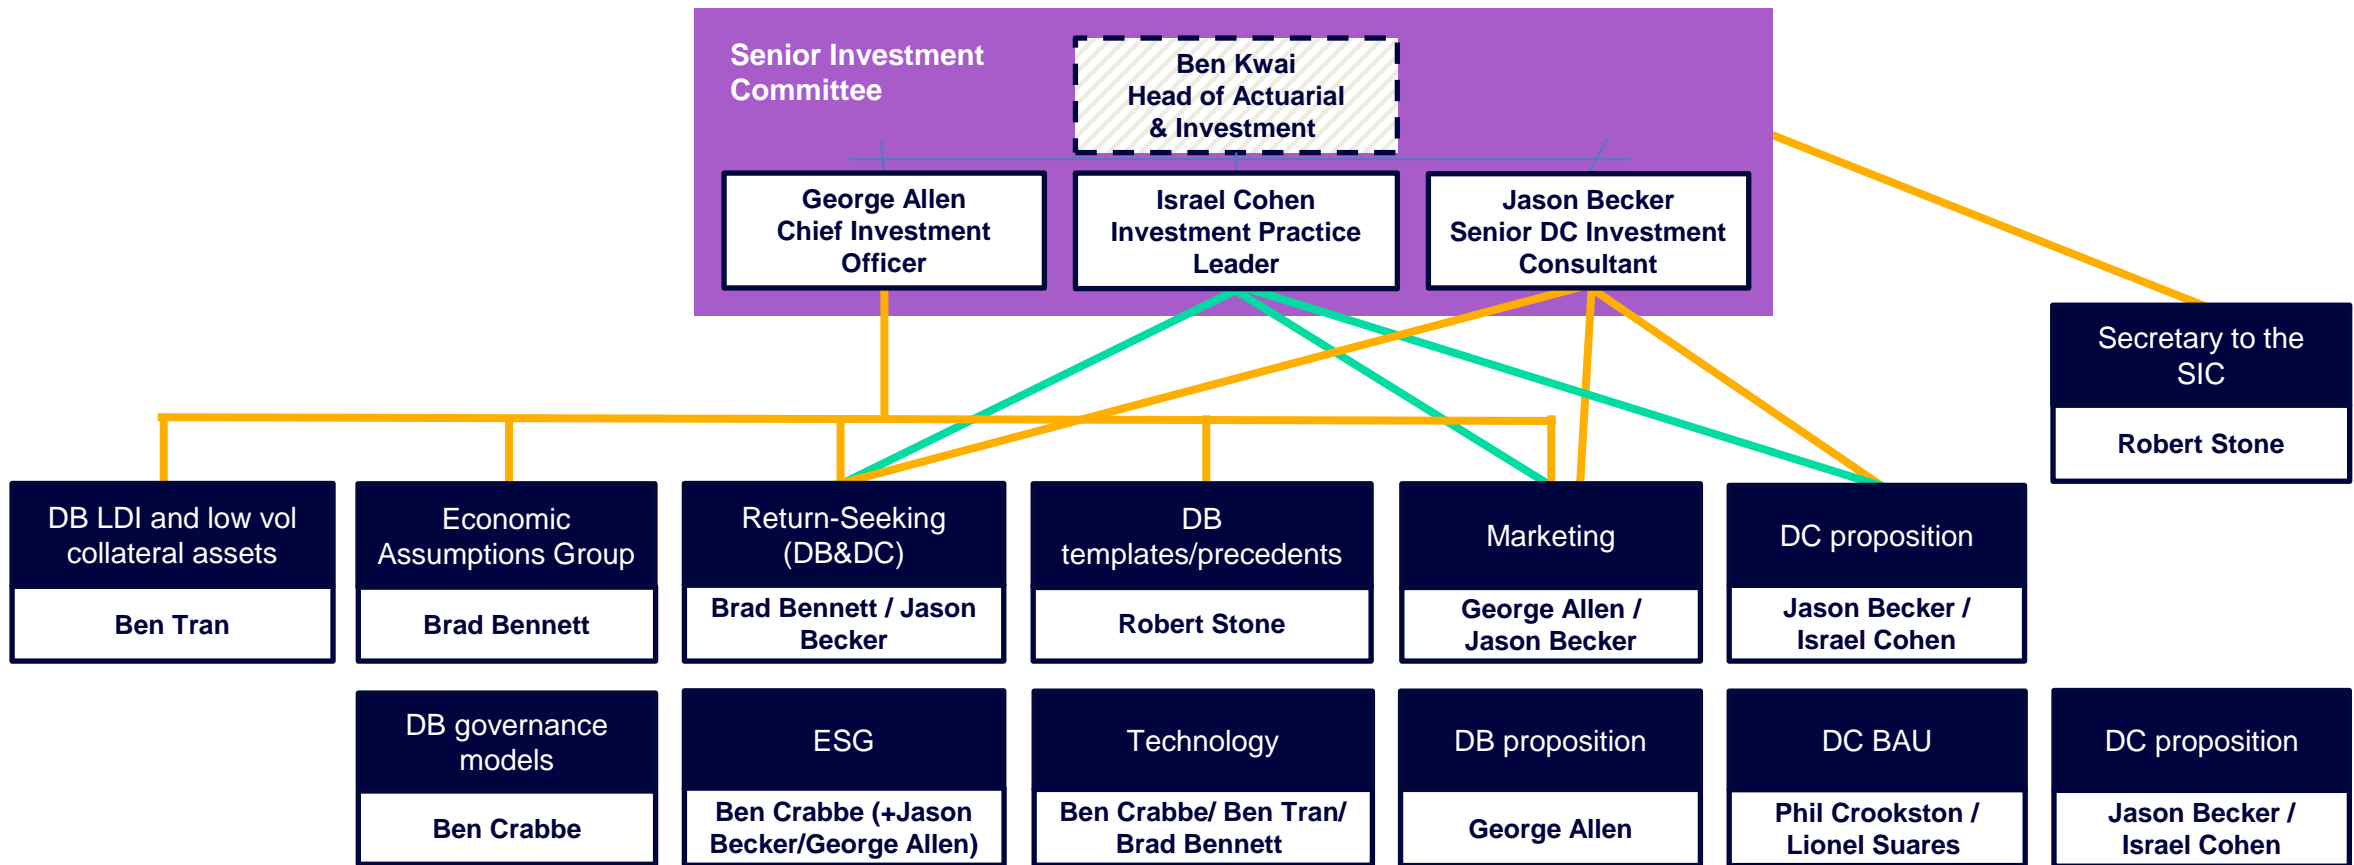 Senior Investment
Committee
Ben Kwai
Head of Actuarial
& Investment
George Allen
Chief Investment
Officer
Israel Cohen
Investment Practice
Leader
Jason Becker
Senior DC Investment
Consultant
Secretary to the
SIC
Robert Stone
DB LDI and low vol
collateral assets
Ben Tran
Economic
Assumptions Group
Brad Bennett
Return-Seeking
(DB&DC)
Brad Bennett / Jason
Becker
DB
templates/precedents
Robert Stone
Marketing
George Allen /
Jason Becker
DC proposition
Jason Becker /
Israel Cohen
DB governance
models
Ben Crabbe
ESG
Ben Crabbe (+Jason
Becker/George Allen)
Technology
Ben Crabbe/ Ben Tran/
Brad Bennett
DB proposition
George Allen
DC BAU
Phil Crookston /
Lionel Suares
DC proposition
Jason Becker /
Israel Cohen